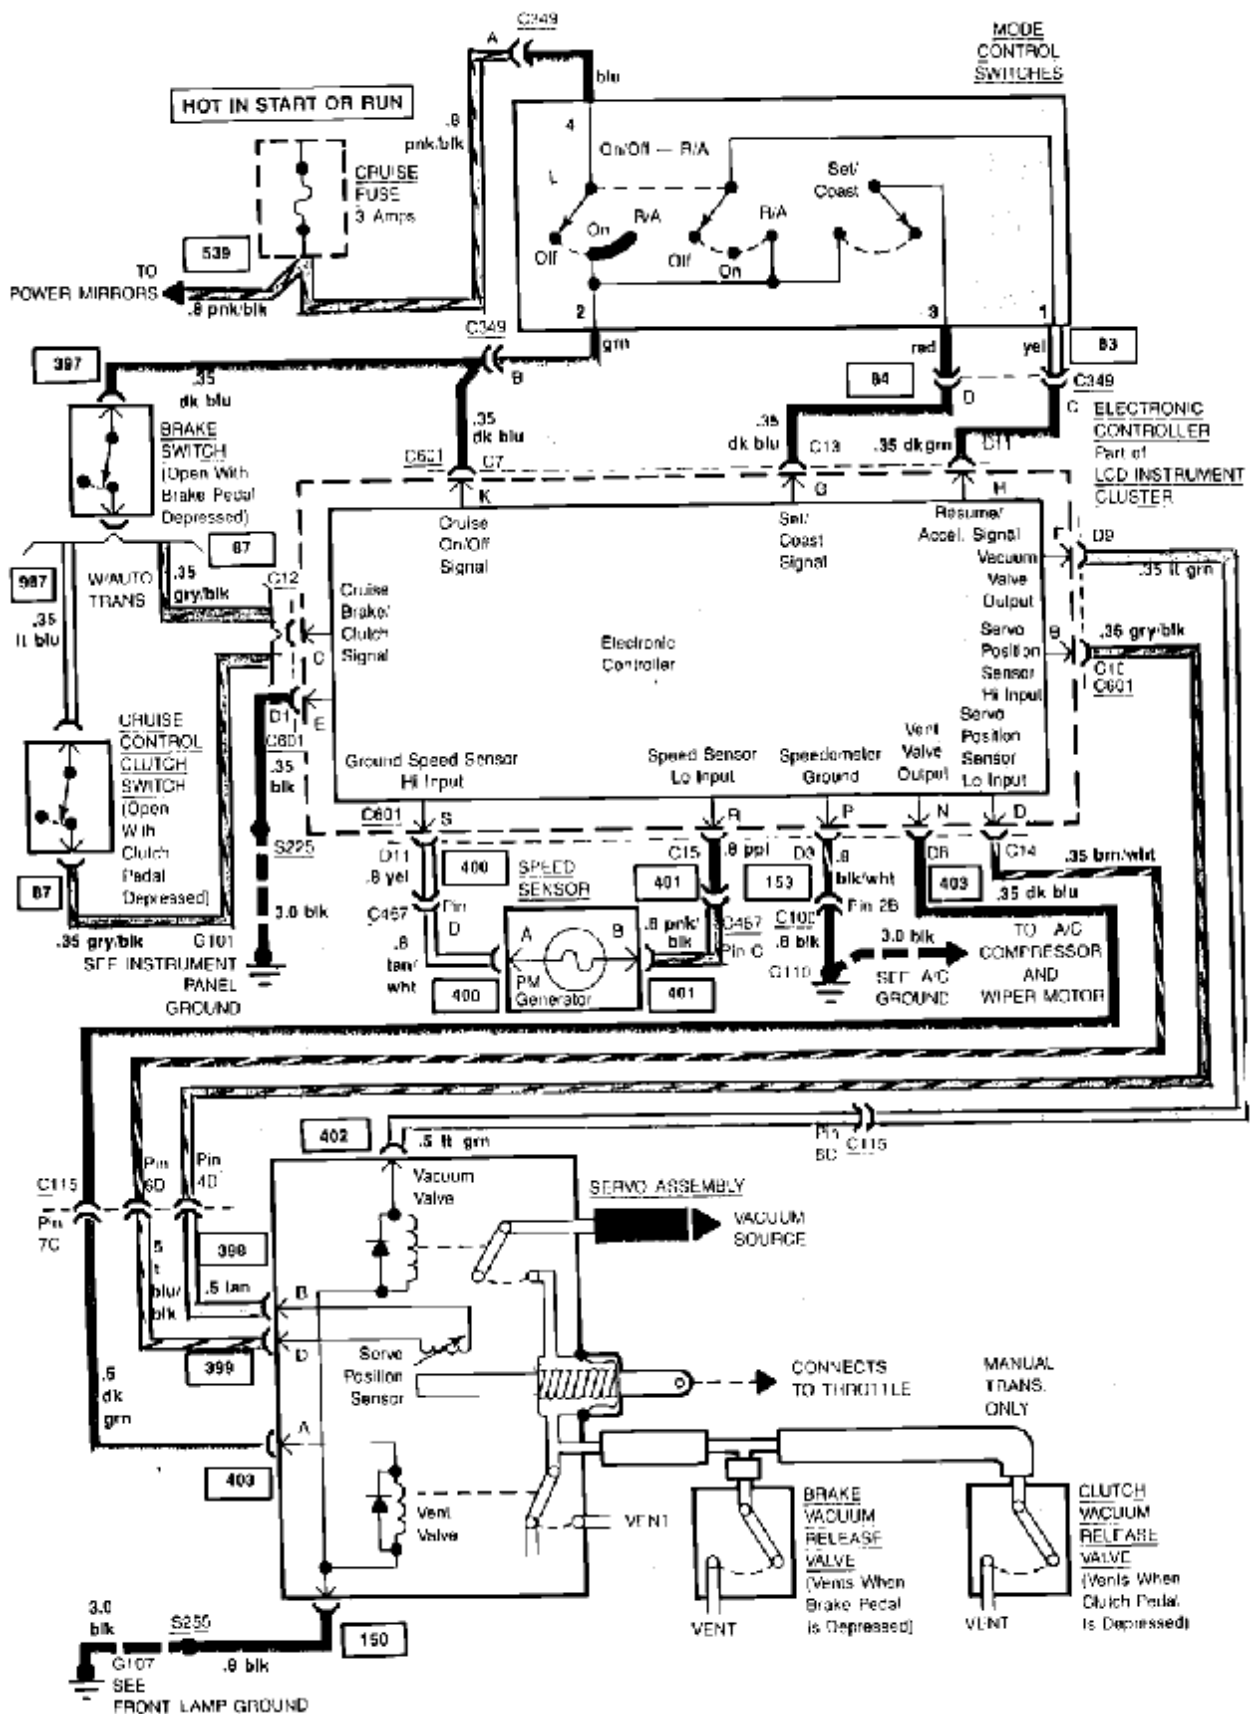 C349
A
blu
MODE
CONTROL
SWITCHES
HOT IN START OR RUN
.8
pnk/blk
4
On/Off — R/A
CRUISE
FUSE
3 Amps
Set/
Coast
L
R/A
On
Off
R/A
Off
On
539
TO
POWER MIRRORS
.8 pnk/blk
2
3
1
C349
grn
B
red
yel
83
397
84
C349
.35
dk blu
D
C
BRAKE
SWITCH
(Open With
Brake Pedal
Depressed)
.35
dk blu
.35
dk blu
C13
.35 dkgrn
C11
ELECTRONIC
CONTROLLER
Part of
LCD INSTRUMENT
CLUSTER
C601
C7
K
G
H
Cruise
On/Off
Signal
Set/
Coast
Signal
Resume/
Accel. Signal
F
D9
Vacuum
Valve
Output
.35 lt grn
87
987
W/AUTO
TRANS
.35
gry/blk
C12
.35
lt blu
Cruise
Brake/
Clutch
Signal
C
Electronic
Controller
Servo
Position
Sensor
Hi Input
B
.35 gry/blk
C10
C601
D1
E
C601
CRUISE
CONTROL
CLUTCH
SWITCH
(Open
With
Clutch
Pedal
Depressed)
.35
blk
Ground Speed Sensor
Hi Input
Speed Sensor
Lo Input
Speedometer
Ground
Vent
Valve
Output
Servo
Position
Sensor
Lo Input
C601
S
R
P
N
D
S225
D11
.8 yel
400
SPEED
SENSOR
C15
.8 ppl
D3
.8
blk/wht
D8
C14
.35 brn/wht
401
153
403
.35 dk blu
87
3.0 blk
C467
Pin
D
A
B
.8 pnk/
blk
C467
Pin C
C100
Pin 2B
.8 blk
3.0 blk
TO A/C
COMPRESSOR
AND
WIPER MOTOR
.35 gry/blk
G101
SEE INSTRUMENT
PANEL
GROUND
.8
tan/
wht
400
PM
Generator
401
G110
SEE A/C
GROUND
402
.5 lt grn
Pin
C115
C115
Pin
6D
Pin
4D
Pin
7C
Vacuum
Valve
SERVO ASSEMBLY
VACUUM
SOURCE
398
.5
lt
blu/
blk
.5 tan
B
D
399
Servo
Position
Sensor
CONNECTS
TO THROTTLE
MANUAL
TRANS.
ONLY
.5
dk
grn
A
403
Vent
Valve
VENT
BRAKE
VACUUM
RELEASE
VALVE
(Vents When
Brake Pedal
Is Depressed)
CLUTCH
VACUUM
RELEASE
VALVE
(Vents When
Clutch Pedal
Is Depressed)
VENT
VENT
3.0
blk
S255
150
G107
.8 blk
SEE
FRONT LAMP GROUND